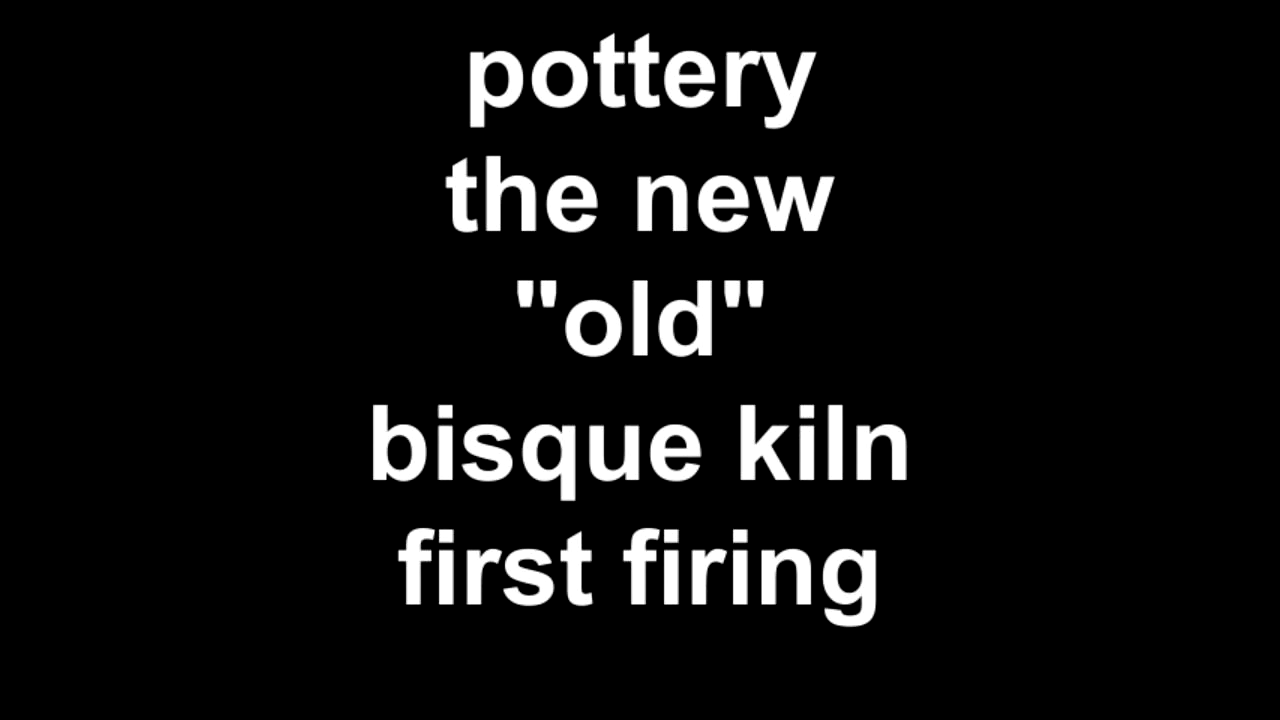 pottery
the new
"old"
bisque kiln
first firing